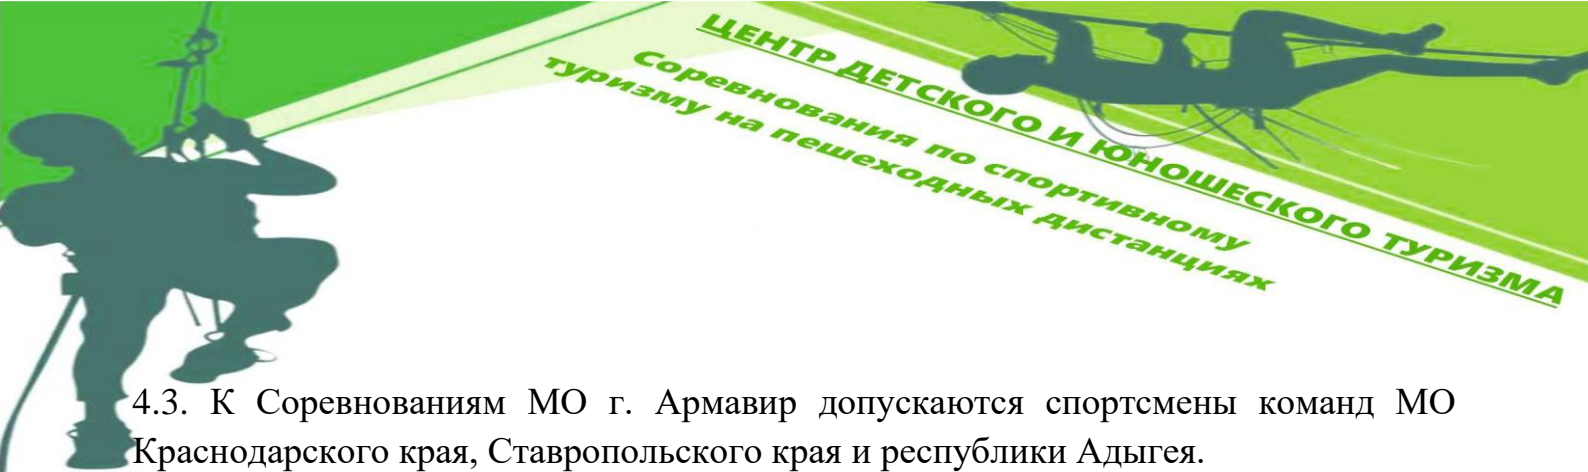 ЦЕНТР ДЕТСКОГО И ЮНОШЕСКОГО ТУРИЗМА
Соревнования по спортивному
туризму на пешеходных дистанциях
4.3. К Соревнованиям МО г. Армавир допускаются спортсмены команд МО
Краснодарского края, Ставропольского края и республики Адыгея.